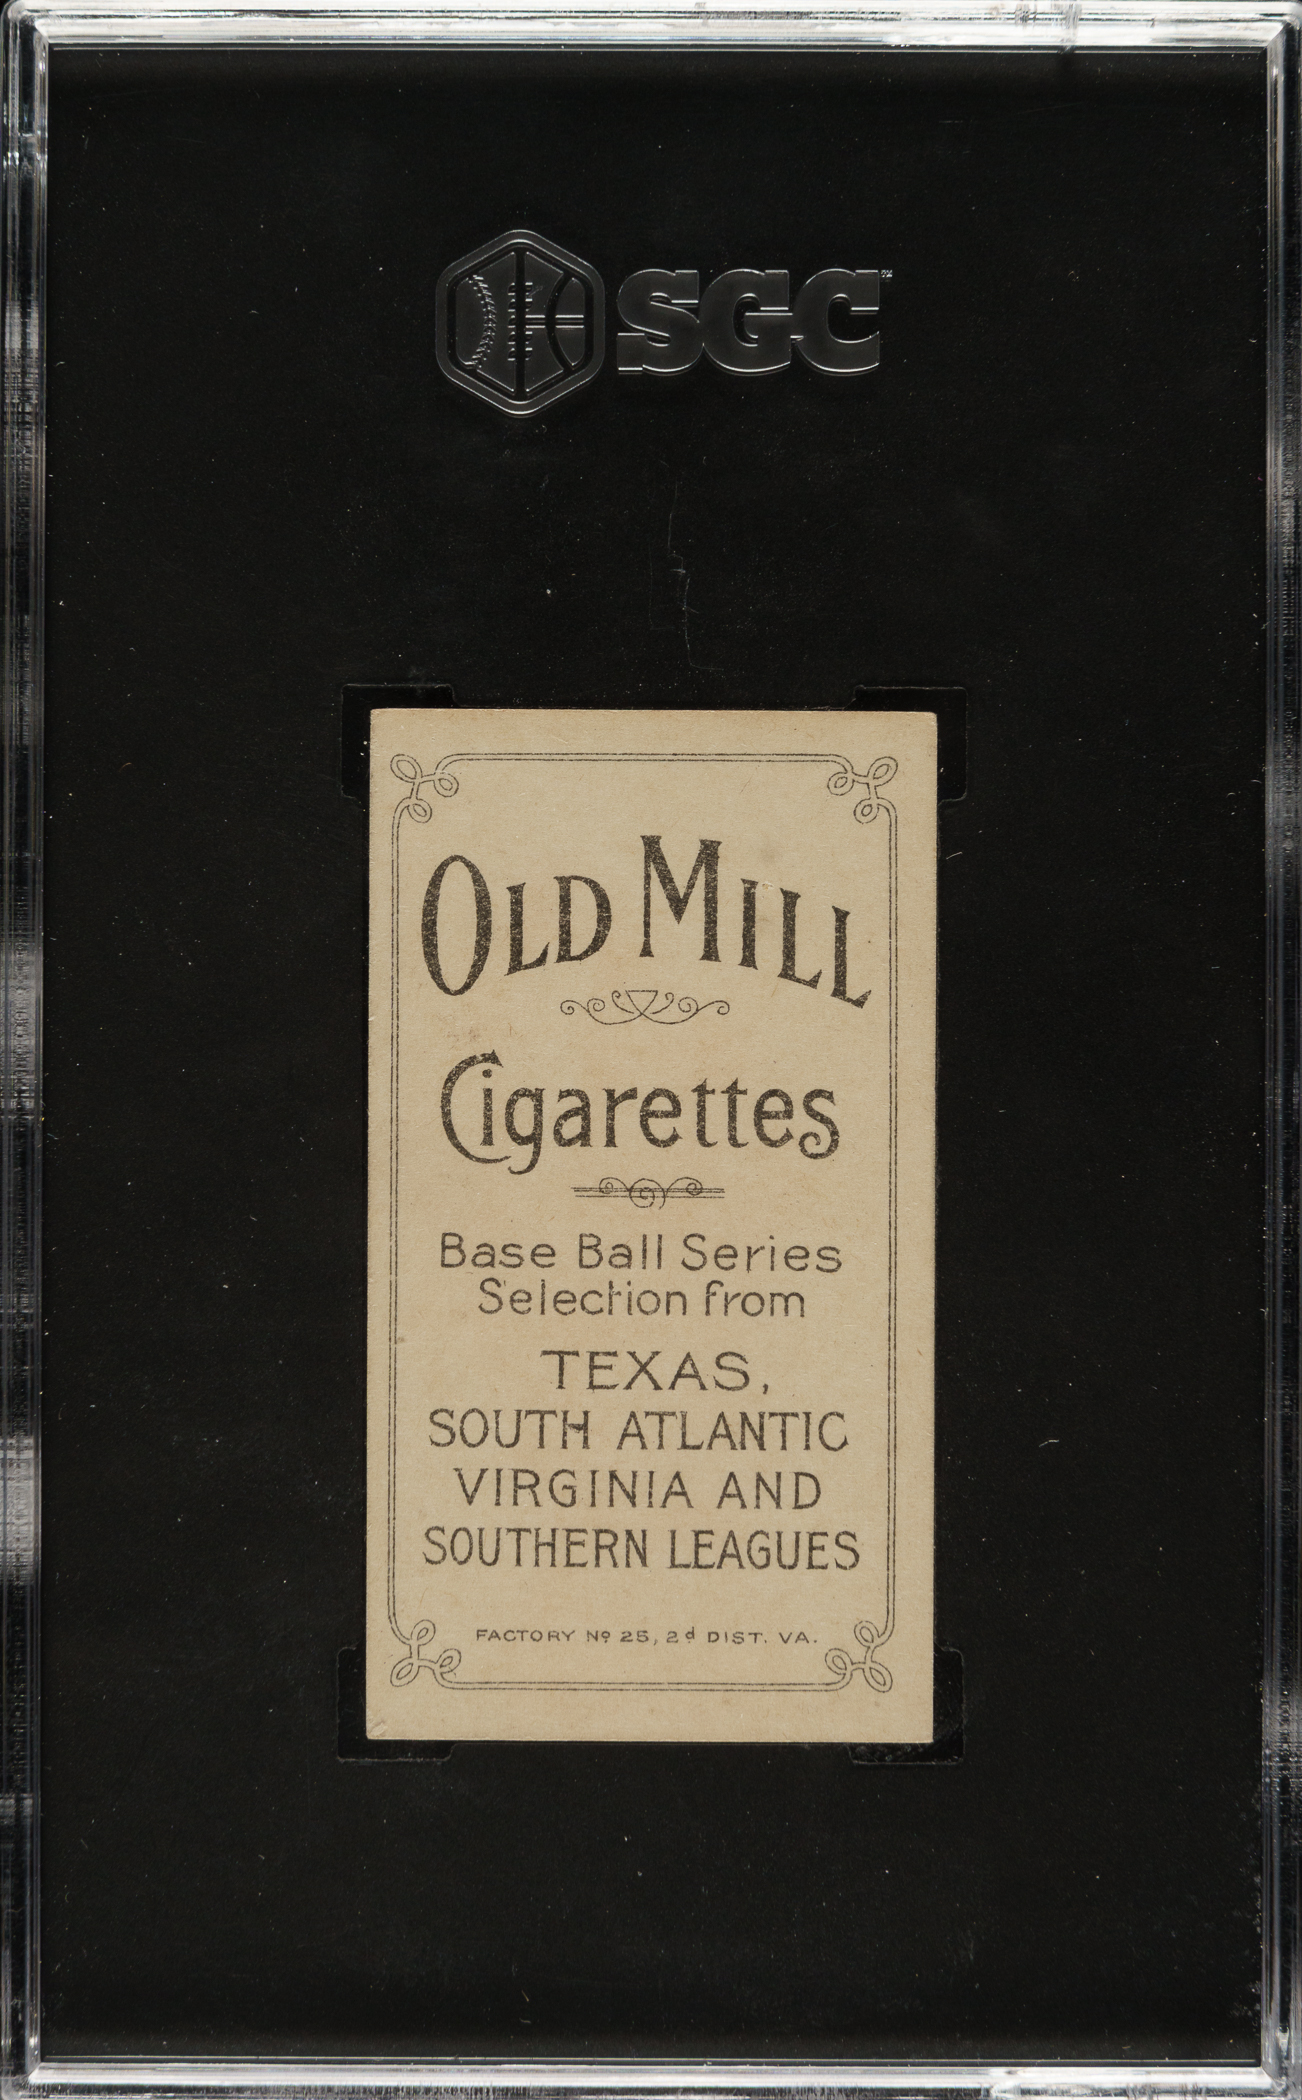 SGC
OLD MILL
Cigarettes
Base Ball Series
Selection from
TEXAS,
SOUTH ATLANTIC
VIRGINIA AND
SOUTHERN LEAGUES
FACTORY Nº 25, 2d DIST. VA.